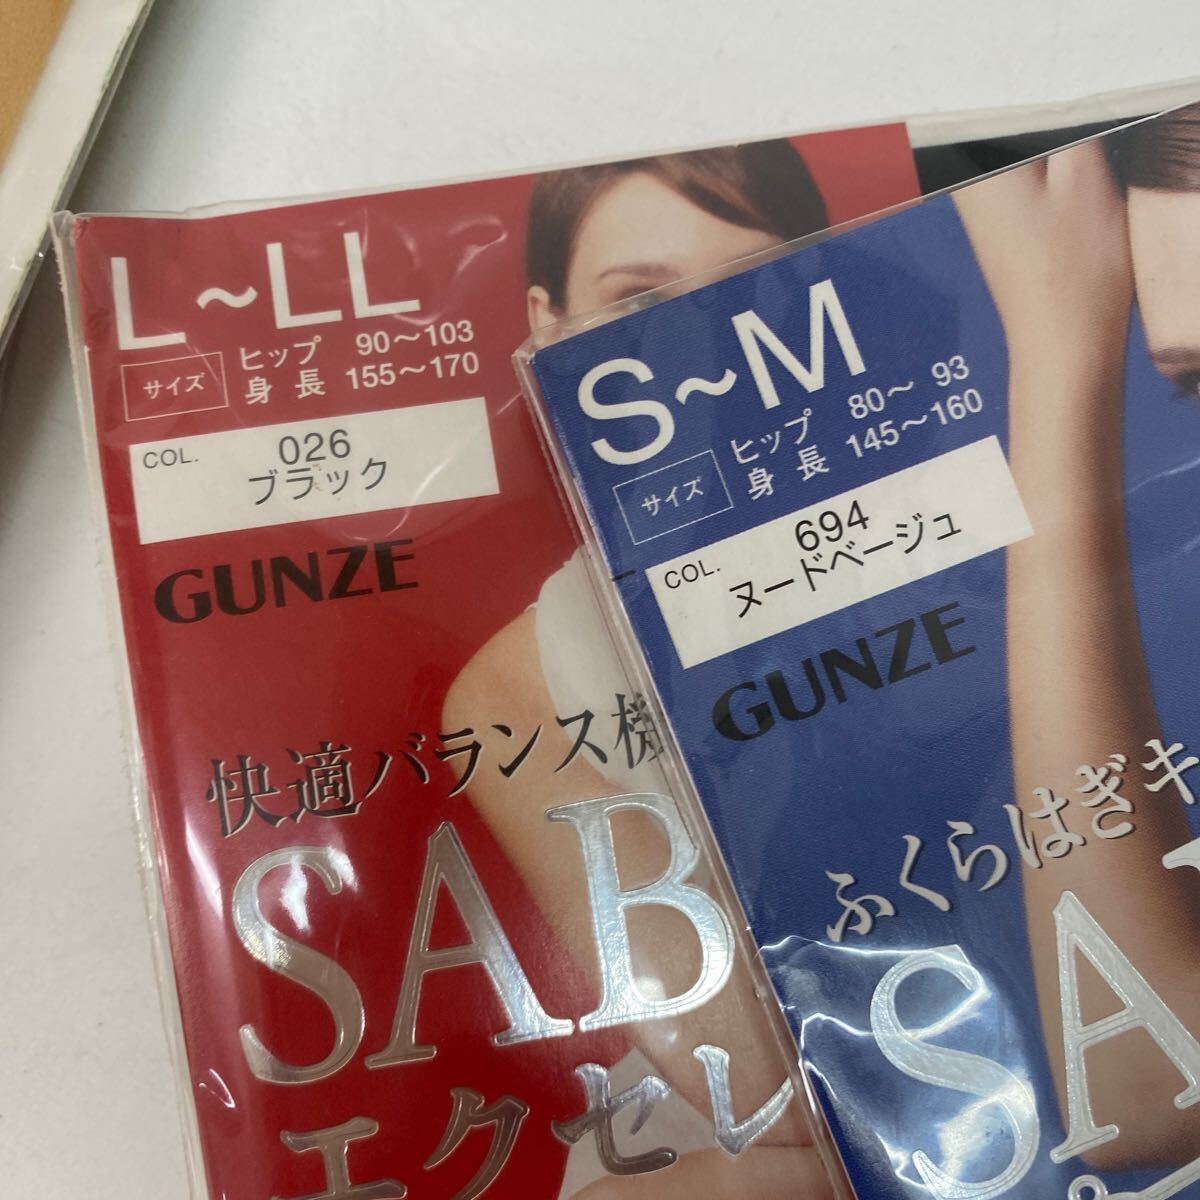 L～LL
サイズ
ヒップ 90～103
身長 155～170
COL. 026
ブラック
GUNZE
快適バランス機
SAB
エクセレ
S～M
サイズ
ヒップ 80～93
身長 145～160
COL. 694
ヌードベージュ
GUNZE
ふくらはぎキ
SA